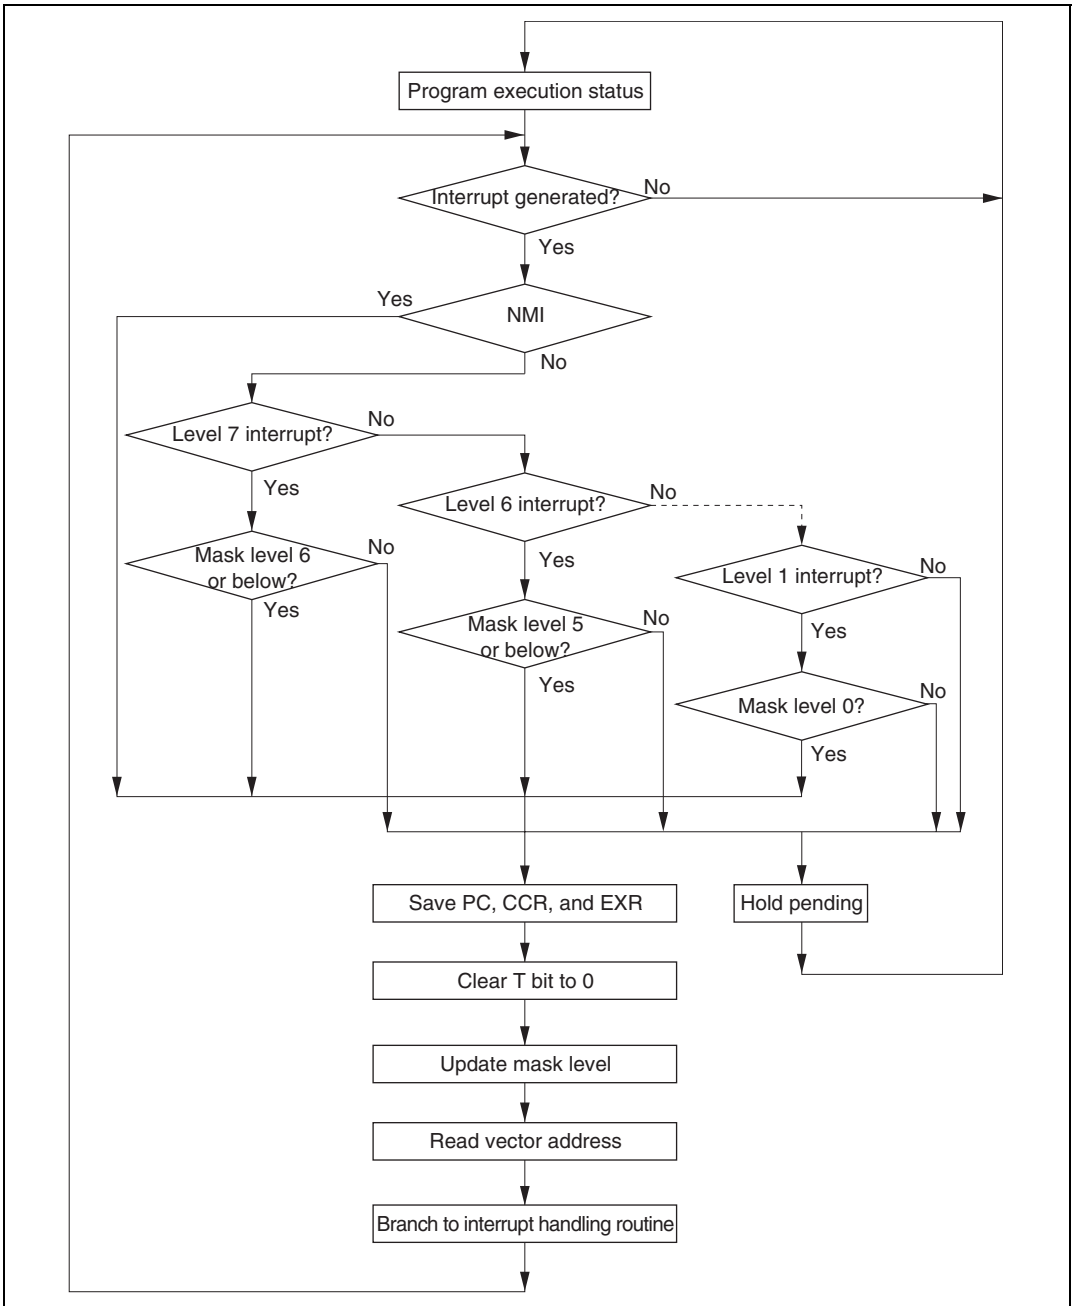 Program execution status
Interrupt generated?
No
Yes
Yes
NMI
No
Level 7 interrupt?
No
Yes
Level 6 interrupt?
No
Mask level 6
or below?
No
Yes
Yes
Level 1 interrupt?
No
Mask level 5
or below?
No
Yes
Yes
Mask level 0?
No
Yes
Save PC, CCR, and EXR
Hold pending
Clear T bit to 0
Update mask level
Read vector address
Branch to interrupt handling routine